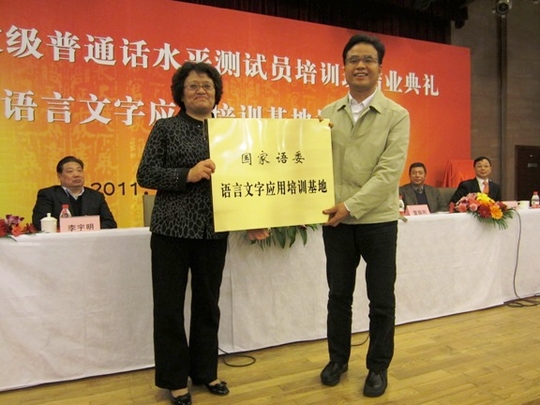 级普通话水平测试员培训
业典礼
语言文字应
培训基地
2011.
国家语委
语言文字应用培训基地
李宇明